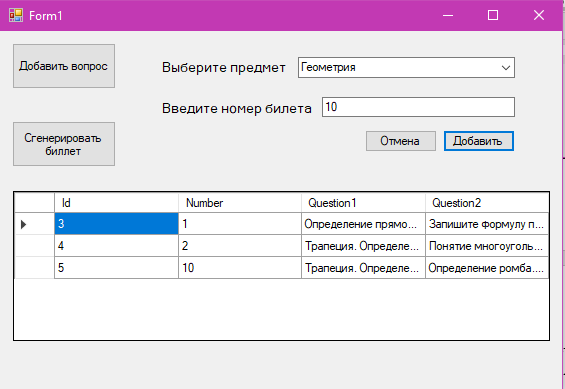 Form1
Добавить вопрос
Выберите предмет Геометрия
Введите номер билета 10
Сгенерировать
биллет
Отмена Добавить
Id Number Question1 Question2
3 1 Определение прямо... Запишите формулу п...
4 2 Трапеция. Определе... Понятие многоуголь...
5 10 Трапеция. Определе... Определение ромба....